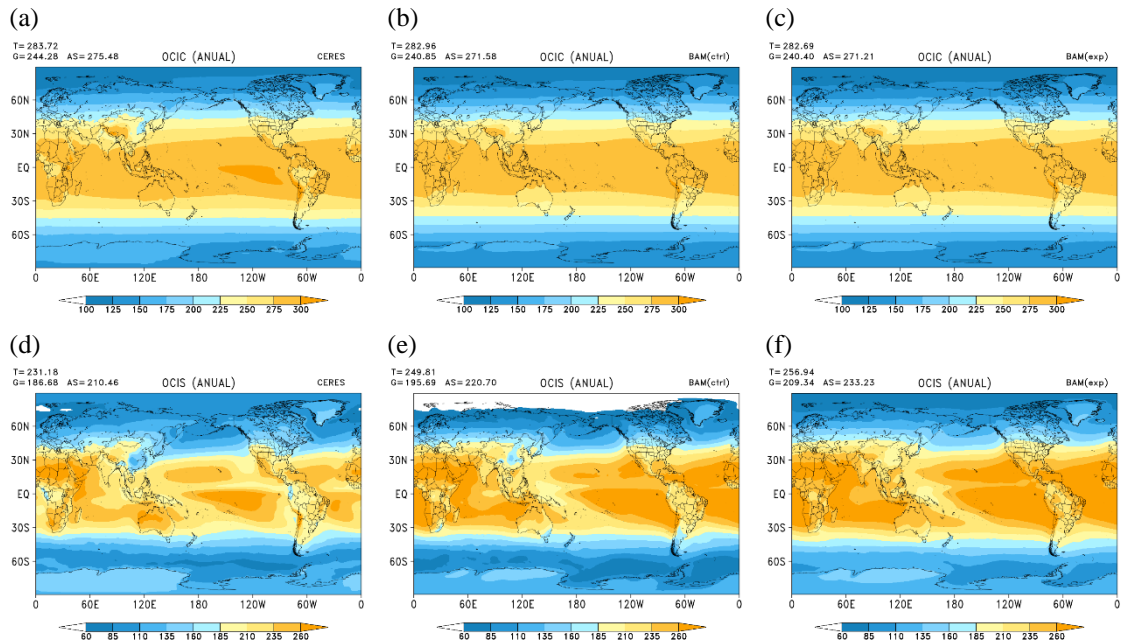 (a)
T=283.72
G=244.28 AS=275.48 OCIC (ANUAL) CERES
60N
30N
EQ
30S
60S
0 60E 120E 180 120W 60W 0
100 125 150 175 200 225 250 275 300
(b)
T=282.96
G=240.85 AS=271.58 OCIC (ANUAL) BAM(ctrl)
60N
30N
EQ
30S
60S
0 60E 120E 180 120W 60W 0
100 125 150 175 200 225 250 275 300
(c)
T=282.69
G=240.40 AS=271.21 OCIC (ANUAL) BAM(exp)
60N
30N
EQ
30S
60S
0 60E 120E 180 120W 60W 0
100 125 150 175 200 225 250 275 300
(d)
T=231.18
G=186.68 AS=210.46 OCIS (ANUAL) CERES
60N
30N
EQ
30S
60S
0 60E 120E 180 120W 60W 0
60 85 110 135 160 185 210 235 260
(e)
T=249.81
G=195.69 AS=220.70 OCIS (ANUAL) BAM(ctrl)
60N
30N
EQ
30S
60S
0 60E 120E 180 120W 60W 0
60 85 110 135 160 185 210 235 260
(f)
T=256.94
G=209.34 AS=233.23 OCIS (ANUAL) BAM(exp)
60N
30N
EQ
30S
60S
0 60E 120E 180 120W 60W 0
60 85 110 135 160 185 210 235 260